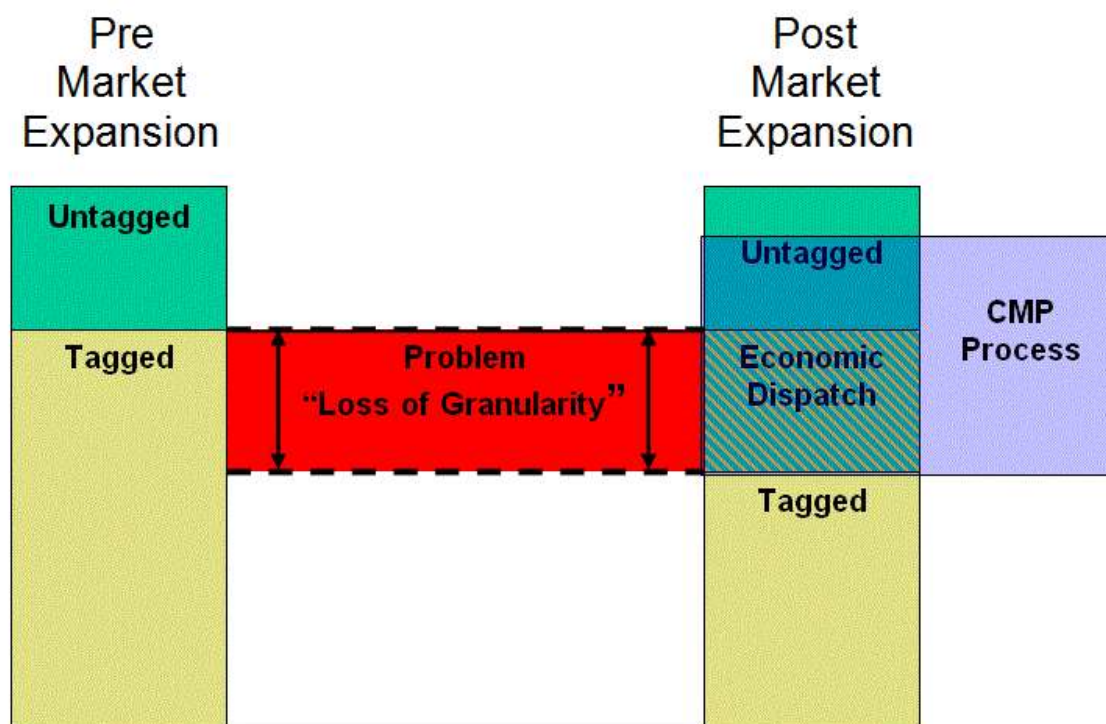 Pre
Market
Expansion
Post
Market
Expansion
Untagged
Untagged
Tagged
Problem
“Loss of Granularity”
Economic
Dispatch
CMP
Process
Tagged